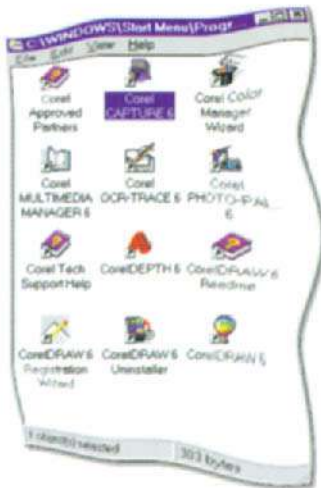 C:\WINDOWS\Start Menu\Progr
File Edit View Help
Corel Approved Partners
Corel CAPTURE 6
Corel Color Manager Wizard
Corel MULTIMEDIA MANAGER 6
Corel OCR-TRACE 6
Corel PHOTO-PAI... 6
Corel Tech Support Help
CorelDEPTH 6
CorelDRAW 6 Readme
CorelDRAW 6 Registration Wizard
CorelDRAW 6 Uninstaller
CorelDRAW 6
object(s) selected
303 bytes